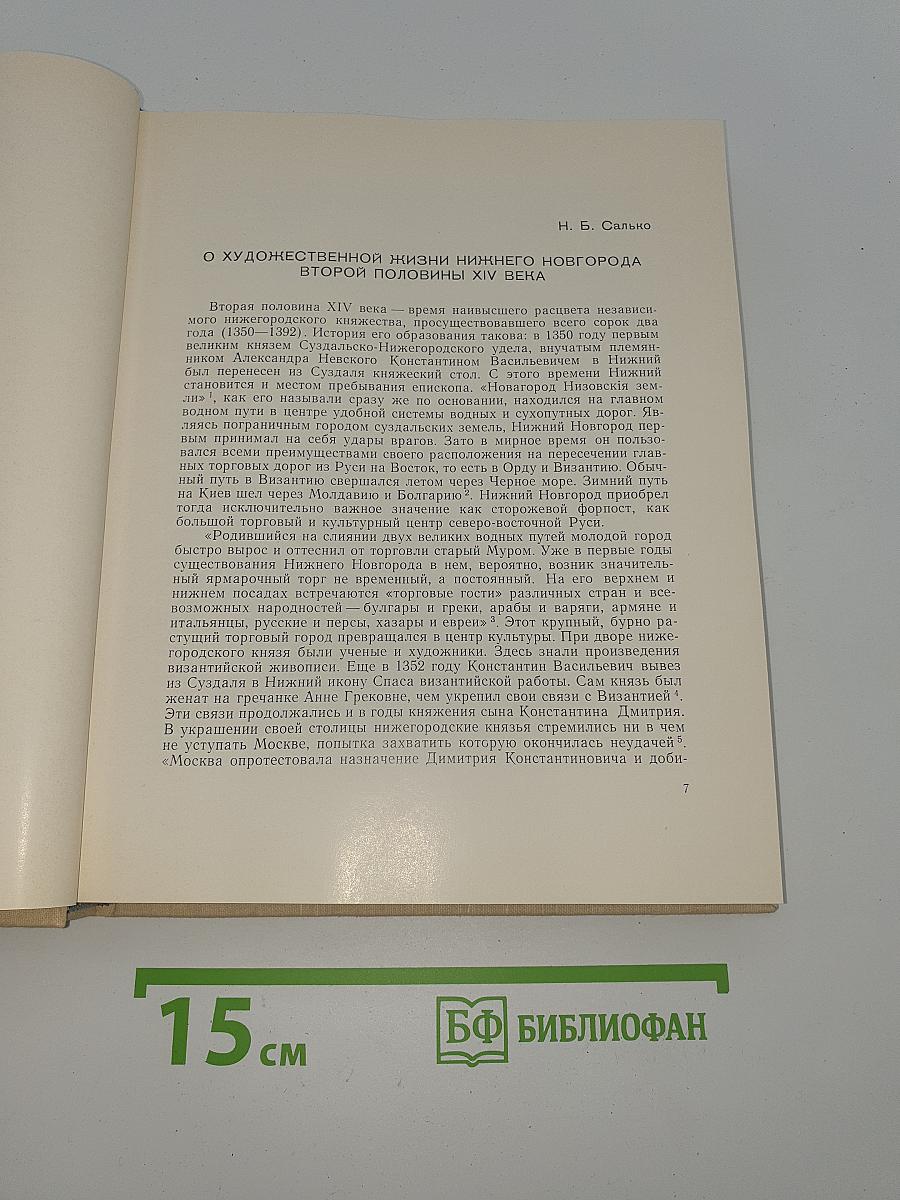 Н. Б. Салько
О ХУДОЖЕСТВЕННОЙ ЖИЗНИ НИЖНЕГО НОВГОРОДА
ВТОРОЙ ПОЛОВИНЫ XIV ВЕКА
Вторая половина XIV века — время наивысшего расцвета независи-
мого нижегородского княжества, просуществовавшего всего сорок два
года (1350—1392). История его образования такова: в 1350 году первым
великим князем Суздальско-Нижегородского удела, внучатым племян-
ником Александра Невского Константином Васильевичем в Нижний
был перенесен из Суздаля княжеский стол. С этого времени Нижний
становится и местом пребывания епископа. «Новагород Низовскiя зем-
ли» ¹, как его называли сразу же по основании, находился на главном
водном пути в центре удобной системы водных и сухопутных дорог. Яв-
ляясь пограничным городом суздальских земель, Нижний Новгород пер-
вым принимал на себя удары врагов. Зато в мирное время он пользо-
вался всеми преимуществами своего расположения на пересечении глав-
ных торговых дорог из Руси на Восток, то есть в Орду и Византию. Обыч-
ный путь в Византию свершался летом через Черное море. Зимний путь
на Киев шел через Молдавию и Болгарию ². Нижний Новгород приобрел
тогда исключительно важное значение как сторожевой форпост, как
большой торговый и культурный центр северо-восточной Руси.
«Родившийся на слиянии двух великих водных путей молодой город
быстро вырос и оттеснил от торговли старый Муром. Уже в первые годы
существования Нижнего Новгорода в нем, вероятно, возник значитель-
ный ярмарочный торг не временный, а постоянный. На его верхнем и
нижнем посадах встречаются «торговые гости» различных стран и все-
возможных народностей — булгары и греки, арабы и варяги, армяне и
итальянцы, русские и персы, хазары и евреи» ³. Этот крупный, бурно ра-
стущий торговый город превращался в центр культуры. При дворе ниже-
городского князя были ученые и художники. Здесь знали произведения
византийской живописи. Еще в 1352 году Константин Васильевич вывез
из Суздаля в Нижний икону Спаса византийской работы. Сам князь был
женат на гречанке Анне Грековне, чем укрепил свои связи с Византией ⁴.
Эти связи продолжались и в годы княжения сына Константина Дмитрия.
В украшении своей столицы нижегородские князья стремились ни в чем
не уступать Москве, попытка захватить которую окончилась неудачей ⁵.
«Москва опротестовала назначение Димитрия Константиновича и доби-
7
15 см
БФ БИБЛИОФАН